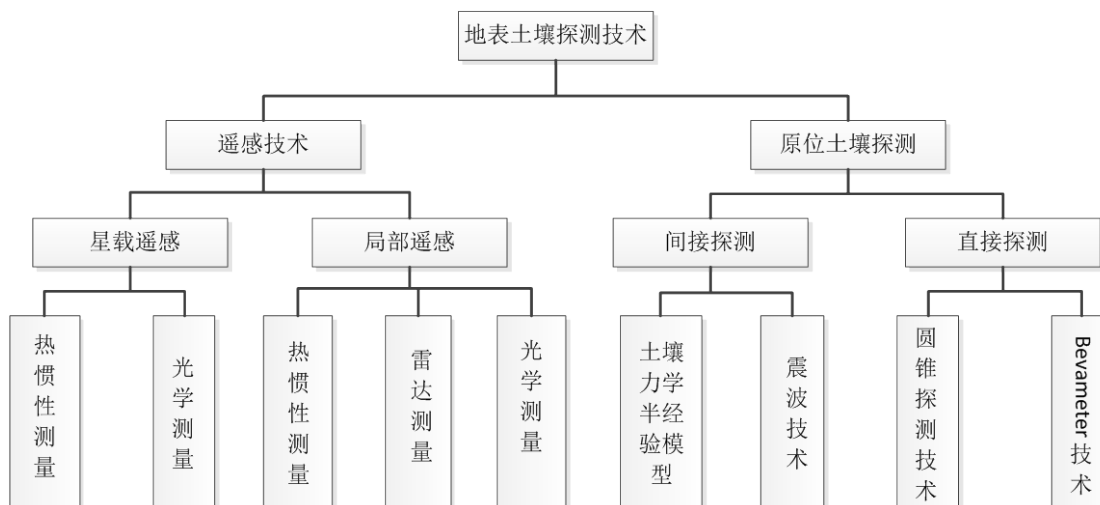 地表土壤探测技术
遥感技术
原位土壤探测
星载遥感
局部遥感
间接探测
直接探测
热惯性测量
光学测量
热惯性测量
雷达测量
光学测量
土壤
力学
半经
验模
型
震波技术
圆锥探测技术
Bevameter 技术